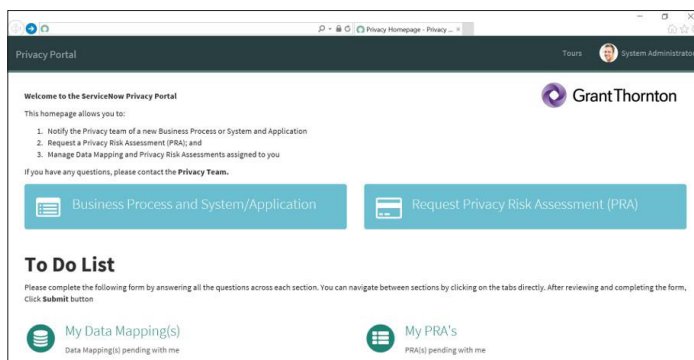 Privacy Homepage - Privacy ... ×
Privacy Portal
Tours
System Administrator
Welcome to the ServiceNow Privacy Portal
Grant Thornton
This homepage allows you to:
1. Notify the Privacy team of a new Business Process or System and Application
2. Request a Privacy Risk Assessment (PRA); and
3. Manage Data Mapping and Privacy Risk Assessments assigned to you
If you have any questions, please contact the Privacy Team.
Business Process and System/Application
Request Privacy Risk Assessment (PRA)
To Do List
Please complete the following form by answering all the questions across each section. You can navigate between sections by clicking on the tabs directly. After reviewing and completing the form,
Click Submit button
My Data Mapping(s)
Data Mapping(s) pending with me
My PRA's
PRA(s) pending with me